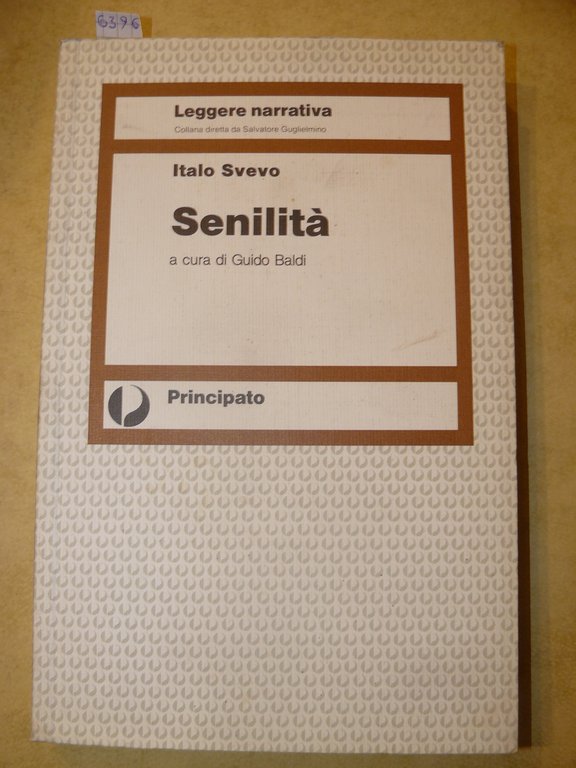 6396
Leggere narrativa
Collana diretta da Salvatore Guglielmino
Italo Svevo
Senilità
a cura di Guido Baldi
Principato